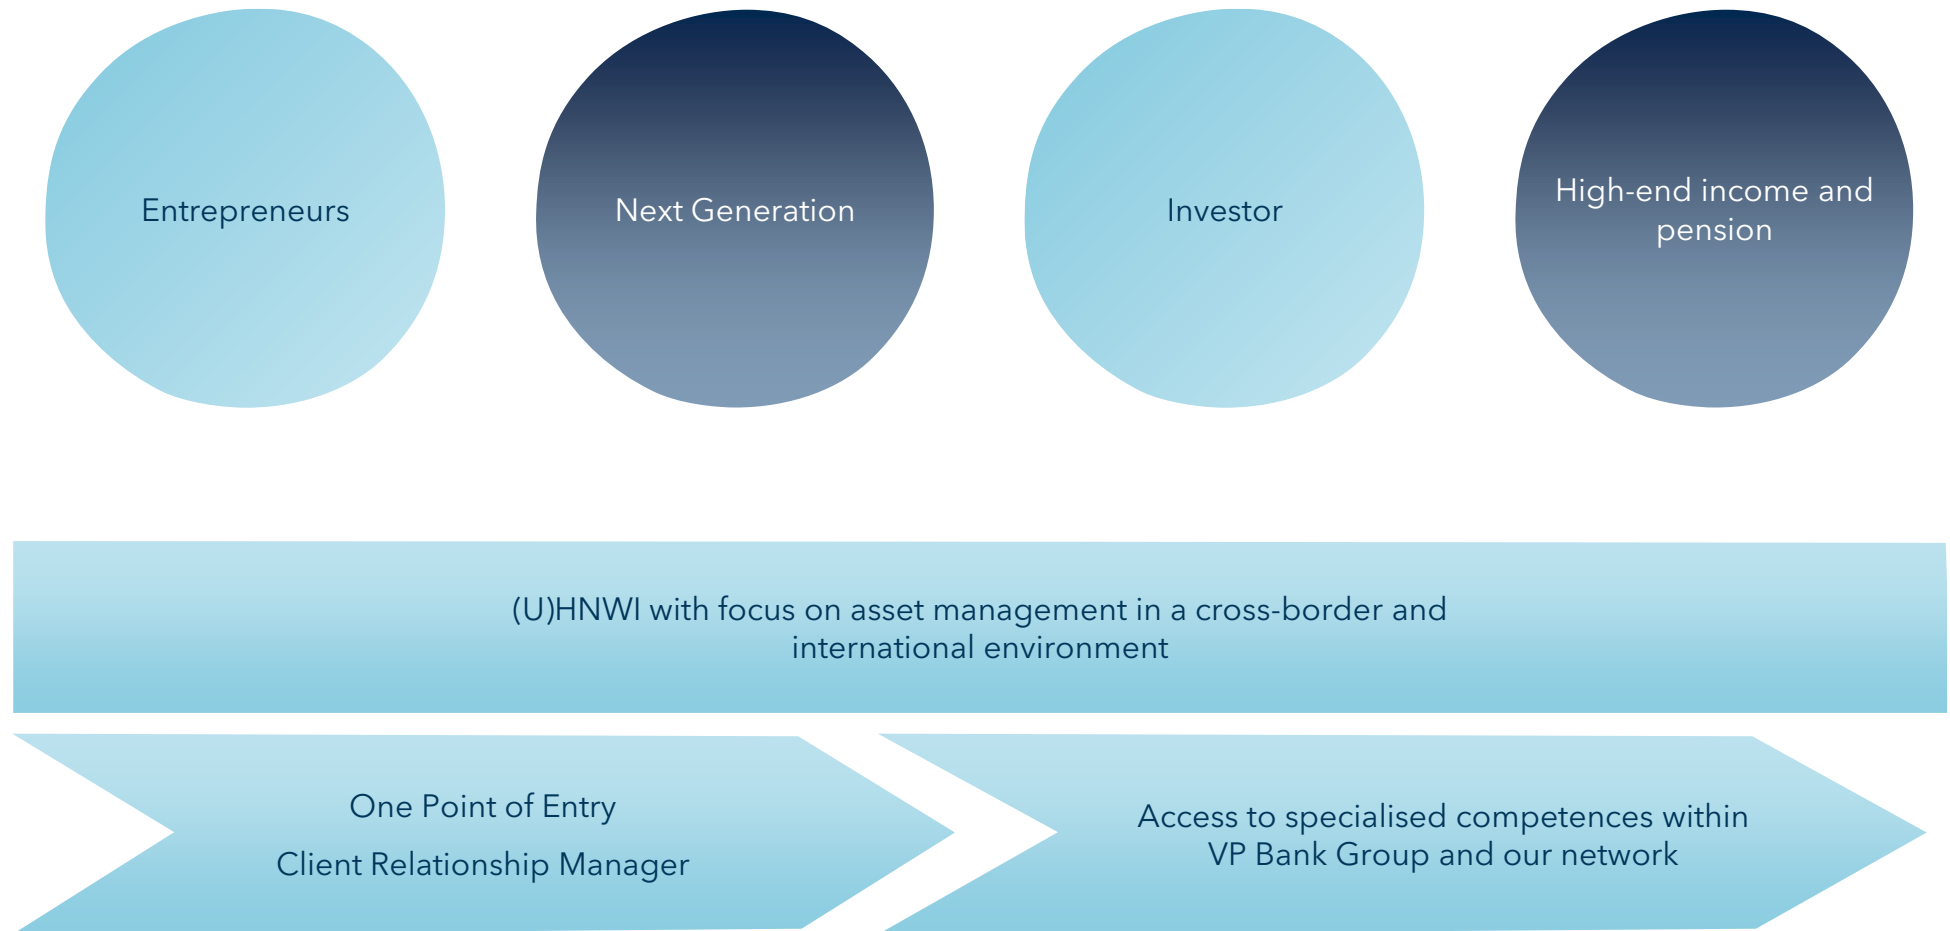 Entrepreneurs
Next Generation
Investor
High-end income and
pension
(U)HNWI with focus on asset management in a cross-border and
international environment
One Point of Entry
Client Relationship Manager
Access to specialised competences within
VP Bank Group and our network